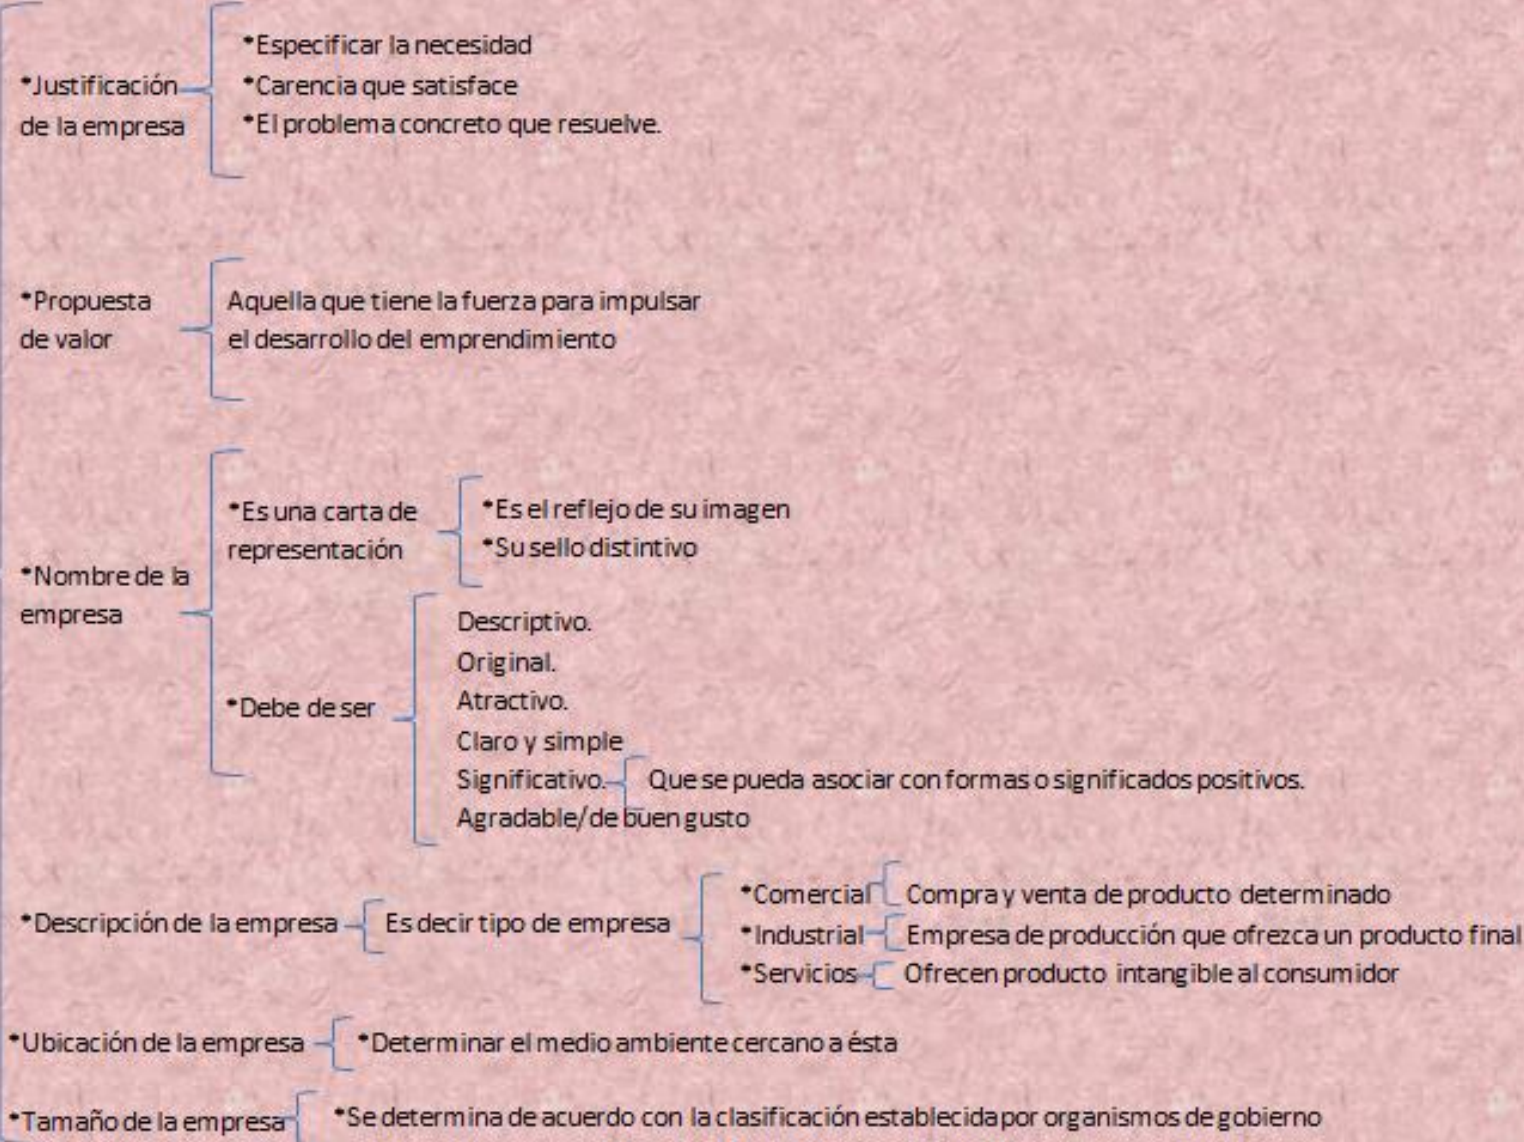 *Especificar la necesidad
*Justificación
*Carencia que satisface
de la empresa
*El problema concreto que resuelve.
*Propuesta
de valor
Aquella que tiene la fuerza para impulsar
el desarrollo del emprendimiento
*Nombre de la
empresa
*Es una carta de
representación
*Es el reflejo de su imagen
*Su sello distintivo
*Debe de ser
Descriptivo.
Original.
Atractivo.
Claro y simple
Significativo. Que se pueda asociar con formas o significados positivos.
Agradable/de buen gusto
*Descripción de la empresa Es decir tipo de empresa
*Comercial Compra y venta de producto determinado
*Industrial Empresa de producción que ofrezca un producto final
*Servicios Ofrecen producto intangible al consumidor
*Ubicación de la empresa *Determinar el medio ambiente cercano a ésta
*Tamaño de la empresa *Se determina de acuerdo con la clasificación establecida por organismos de gobierno